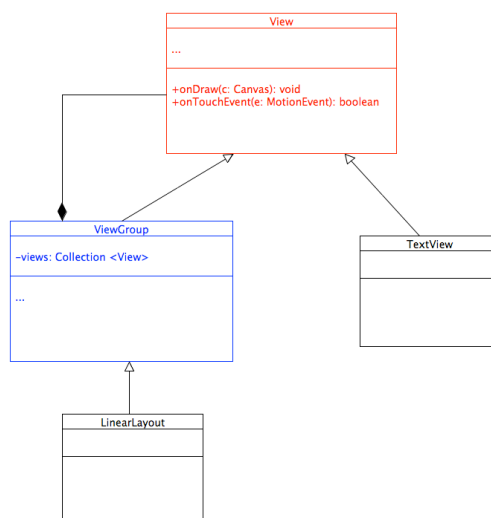 View
...
+onDraw(c: Canvas): void
+onTouchEvent(e: MotionEvent): boolean
ViewGroup
-views: Collection <View>
...
TextView
LinearLayout